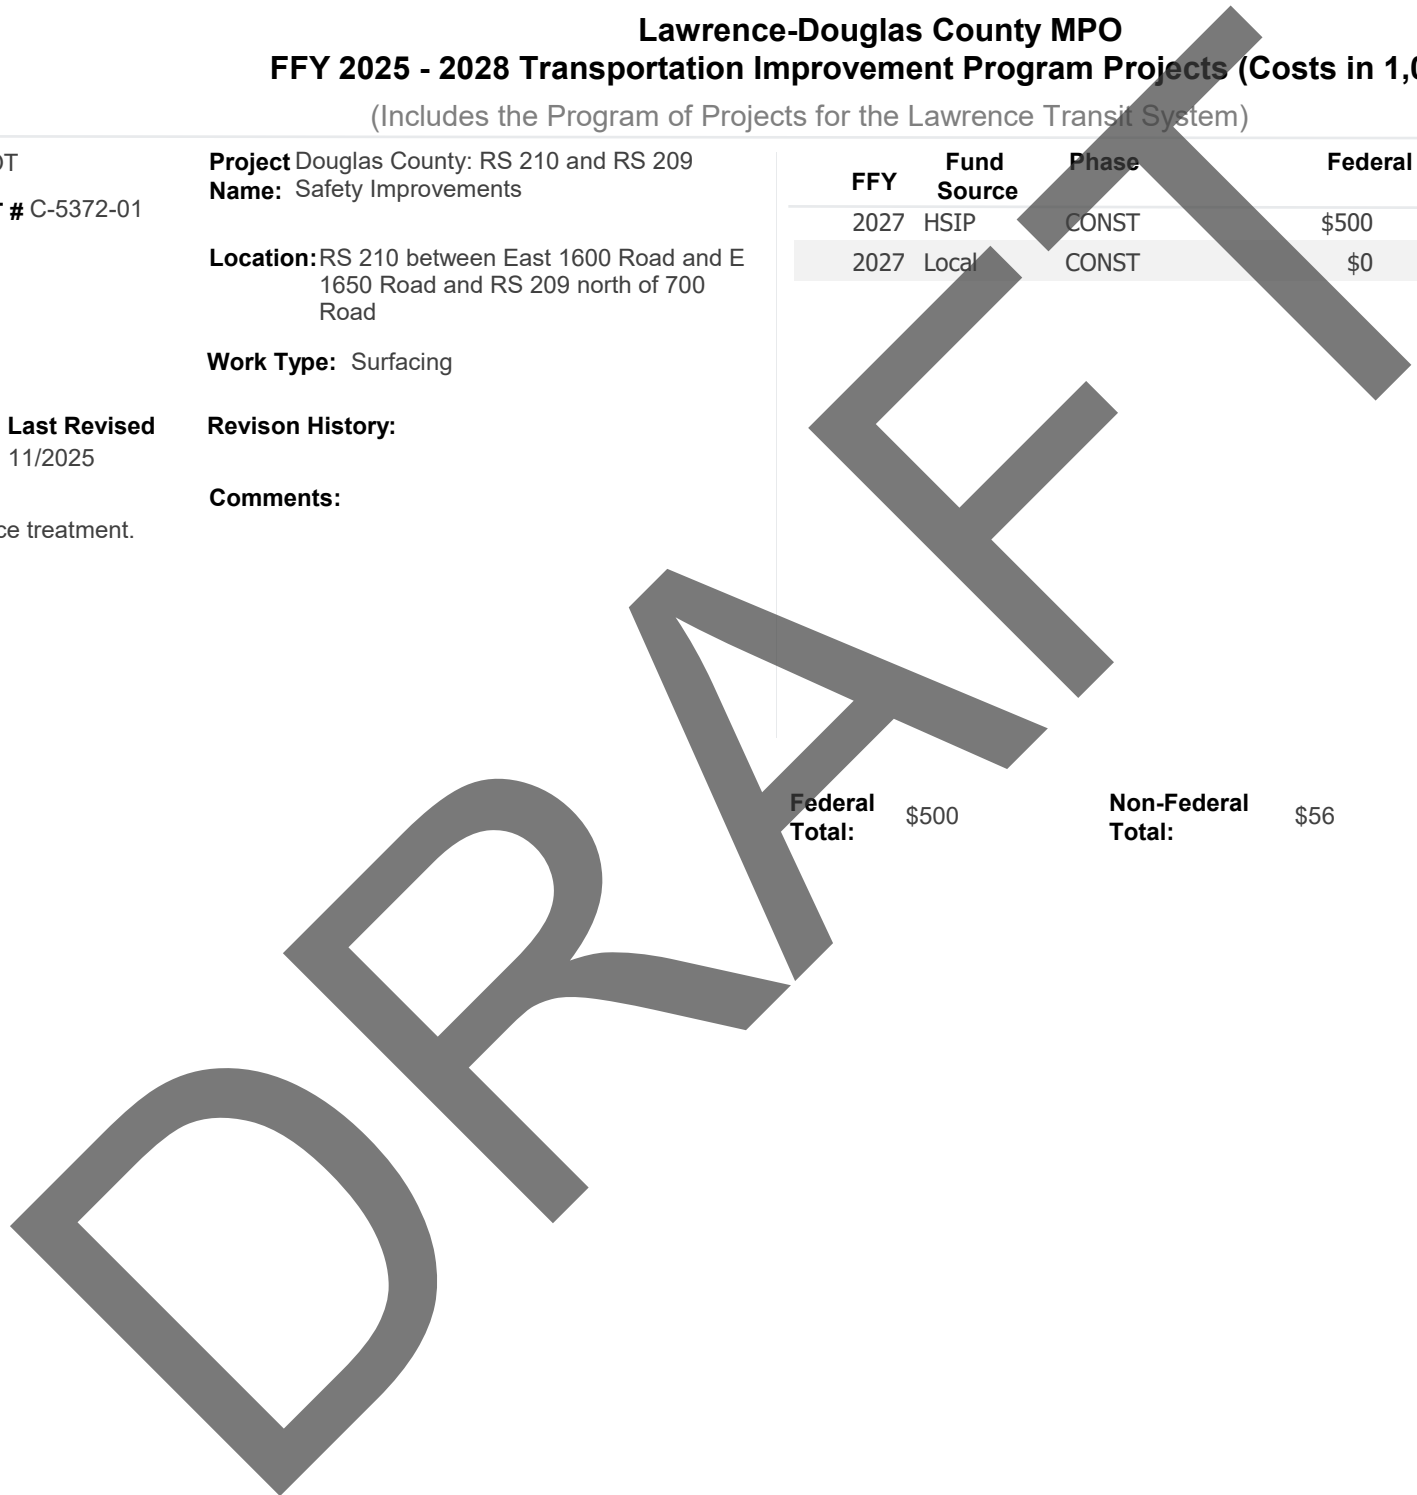 Lawrence-Douglas County MPO
FFY 2025 - 2028 Transportation Improvement Program Projects (Costs in 1,0
(Includes the Program of Projects for the Lawrence Transit System)
OT
Project Douglas County: RS 210 and RS 209
Name: Safety Improvements
# C-5372-01
Location: RS 210 between East 1600 Road and E
1650 Road and RS 209 north of 700
Road
Work Type: Surfacing
Last Revised
11/2025
Revison History:
Comments:
ce treatment.
FFY Fund Source Phase Federal
2027 HSIP CONST $500
2027 Local CONST $0
Federal Total: $500 Non-Federal Total: $56
DRAFT